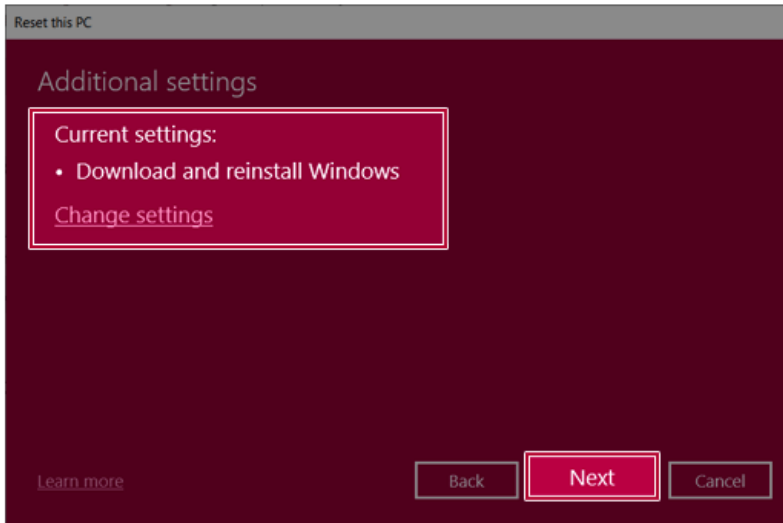 Reset this PC
Additional settings
Current settings:
• Download and reinstall Windows
Change settings
Learn more
Back
Next
Cancel